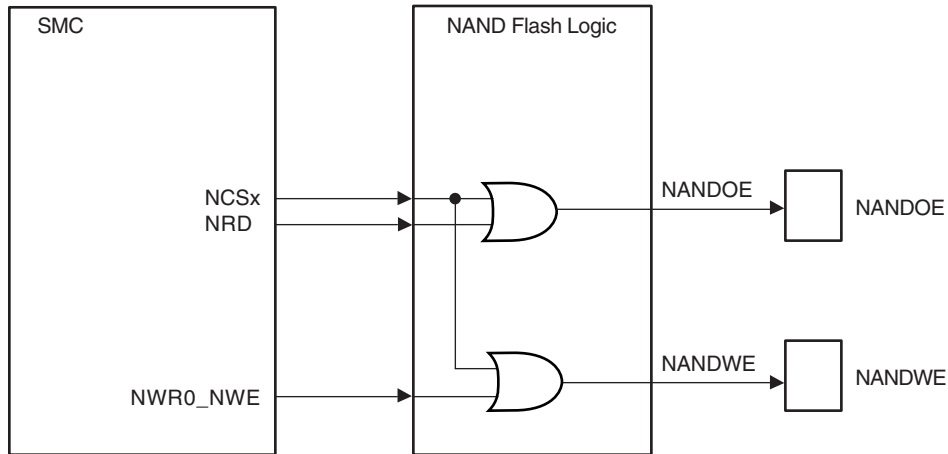 SMC
NAND Flash Logic
NCSx
NRD
NANDOE
NANDOE
NWR0_NWE
NANDWE
NANDWE